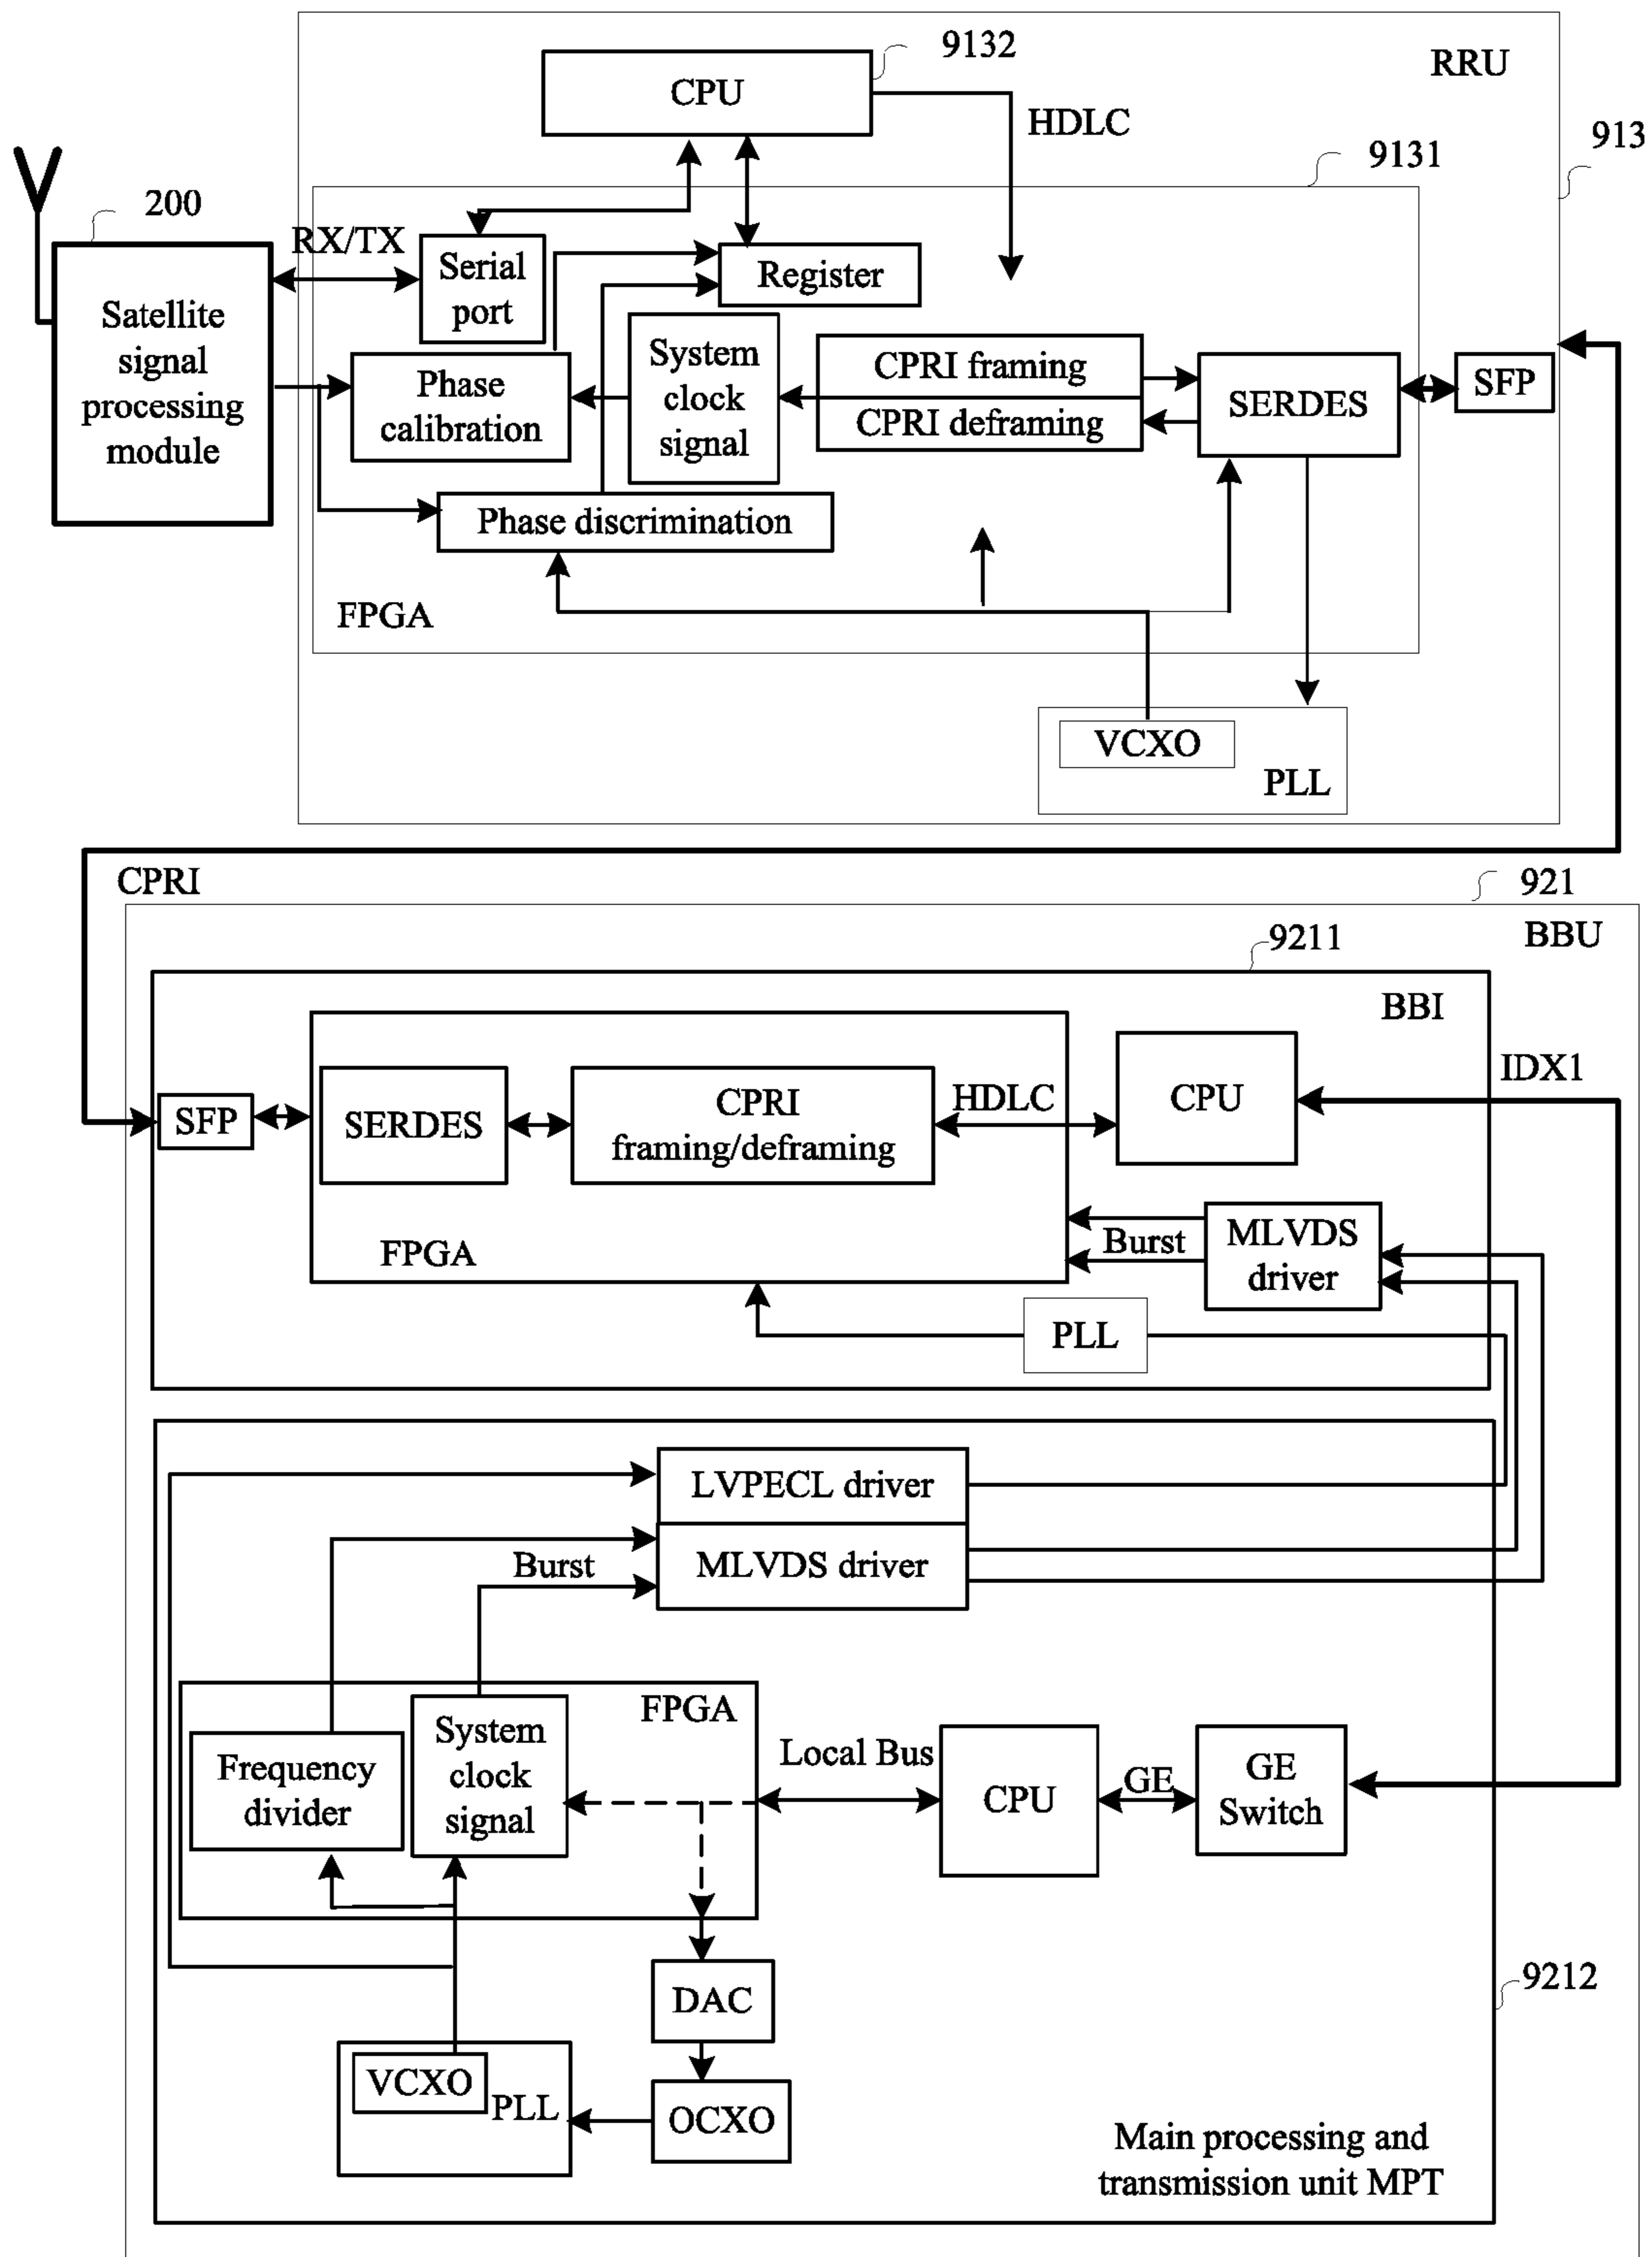 9132
RRU
CPU
HDLC
913
9131
200
RX/TX
Serial
port
Register
Satellite
signal
processing
module
System
clock
signal
CPRI framing
CPRI deframing
SERDES
SFP
Phase
calibration
Phase discrimination
FPGA
VCXO
PLL
CPRI
921
BBU
9211
BBI
IDX1
SFP
SERDES
CPRI
framing/deframing
HDLC
CPU
FPGA
Burst
MLVDS
driver
PLL
LVPECL driver
MLVDS driver
Burst
FPGA
System
clock
signal
Frequency
divider
Local Bus
CPU
GE
GE
Switch
9212
DAC
VCXO
PLL
OCXO
Main processing and
transmission unit MPT